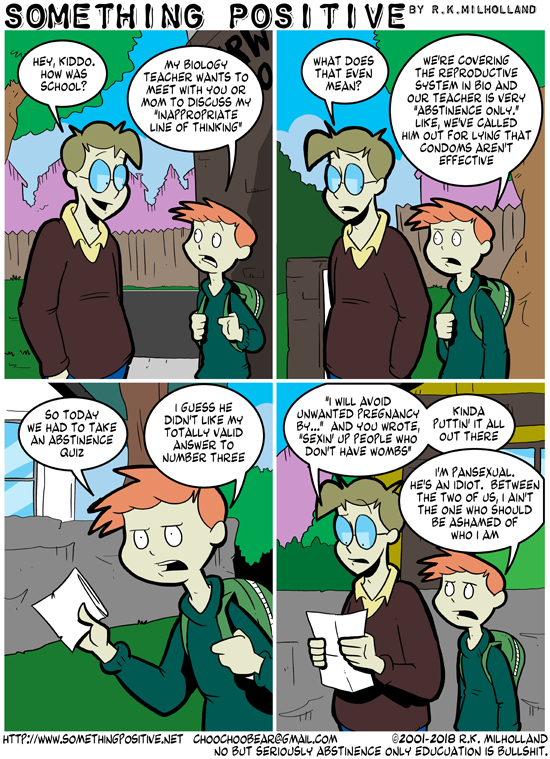 SOMETHING POSITIVE BY R.K.MILHOLLAND
HEY, KIDDO.
HOW WAS
SCHOOL?
MY BIOLOGY
TEACHER WANTS TO
MEET WITH YOU OR
MOM TO DISCUSS MY
"INAPPROPRIATE
LINE OF THINKING"
WHAT DOES
THAT EVEN
MEAN?
WE'RE COVERING
THE REPRODUCTIVE
SYSTEM IN BIO AND
OUR TEACHER IS VERY
"ABSTINENCE ONLY."
LIKE, WE'VE CALLED
HIM OUT FOR LYING THAT
CONDOMS AREN'T
EFFECTIVE
SO TODAY
WE HAD TO TAKE
AN ABSTINENCE
QUIZ
I GUESS HE
DIDN'T LIKE MY
TOTALLY VALID
ANSWER TO
NUMBER THREE
"I WILL AVOID
UNWANTED PREGNANCY
BY..." AND YOU WROTE,
"SEXIN' UP PEOPLE WHO
DON'T HAVE WOMBS"
KINDA
PUTTIN' IT ALL
OUT THERE
I'M PANSEXUAL.
HE'S AN IDIOT. BETWEEN
THE TWO OF US, I AIN'T
THE ONE WHO SHOULD
BE ASHAMED OF
WHO I AM
HTTP://WWW.SOMETHINGPOSITIVE.NET CHOOCHOOBEAR@GMAIL.COM ©2001-2018 R.K. MILHOLLAND
NO BUT SERIOUSLY ABSTINENCE ONLY EDUCUATION IS BULLSHIT.